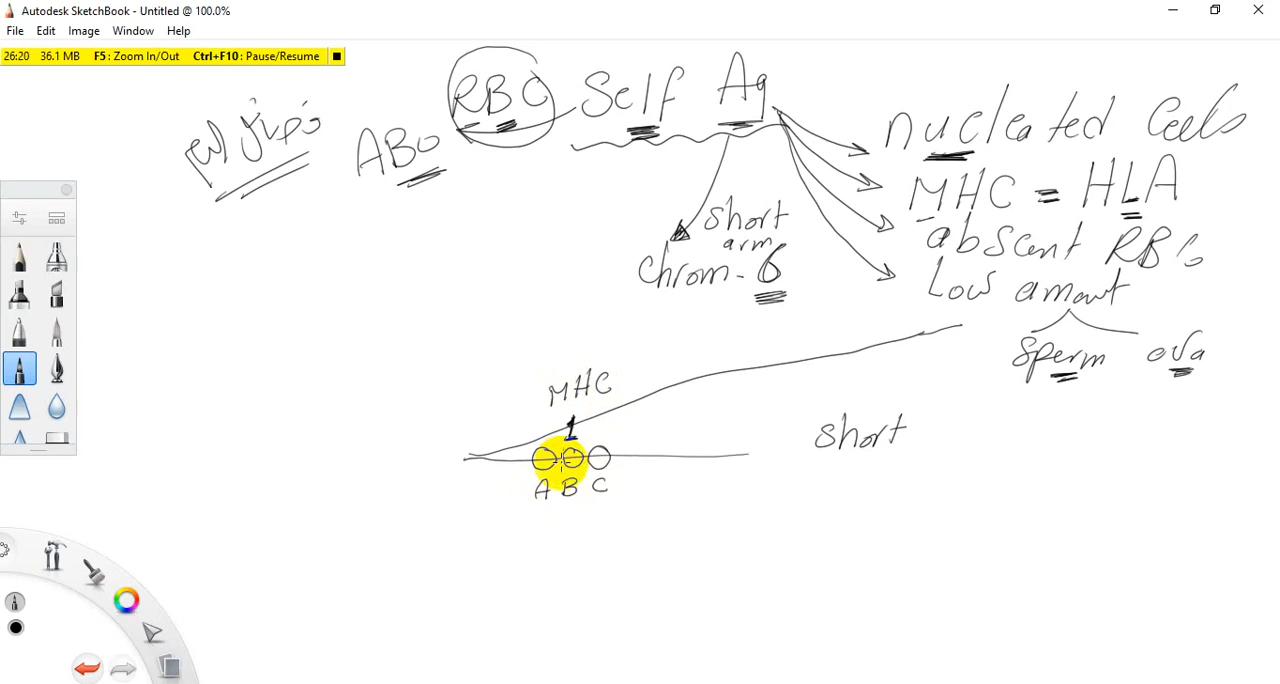 Autodesk SketchBook - Untitled @ 100.0%
File Edit Image Window Help
26:20 36.1 MB F5: Zoom In/Out Ctrl+F10: Pause/Resume
RBC Self Ag
ABO
nucleated Cells
MHC = HLA
abscent RBCs
Low amount
sperm ova
short
arm
Chrom-6
MHC
1
short
A B C